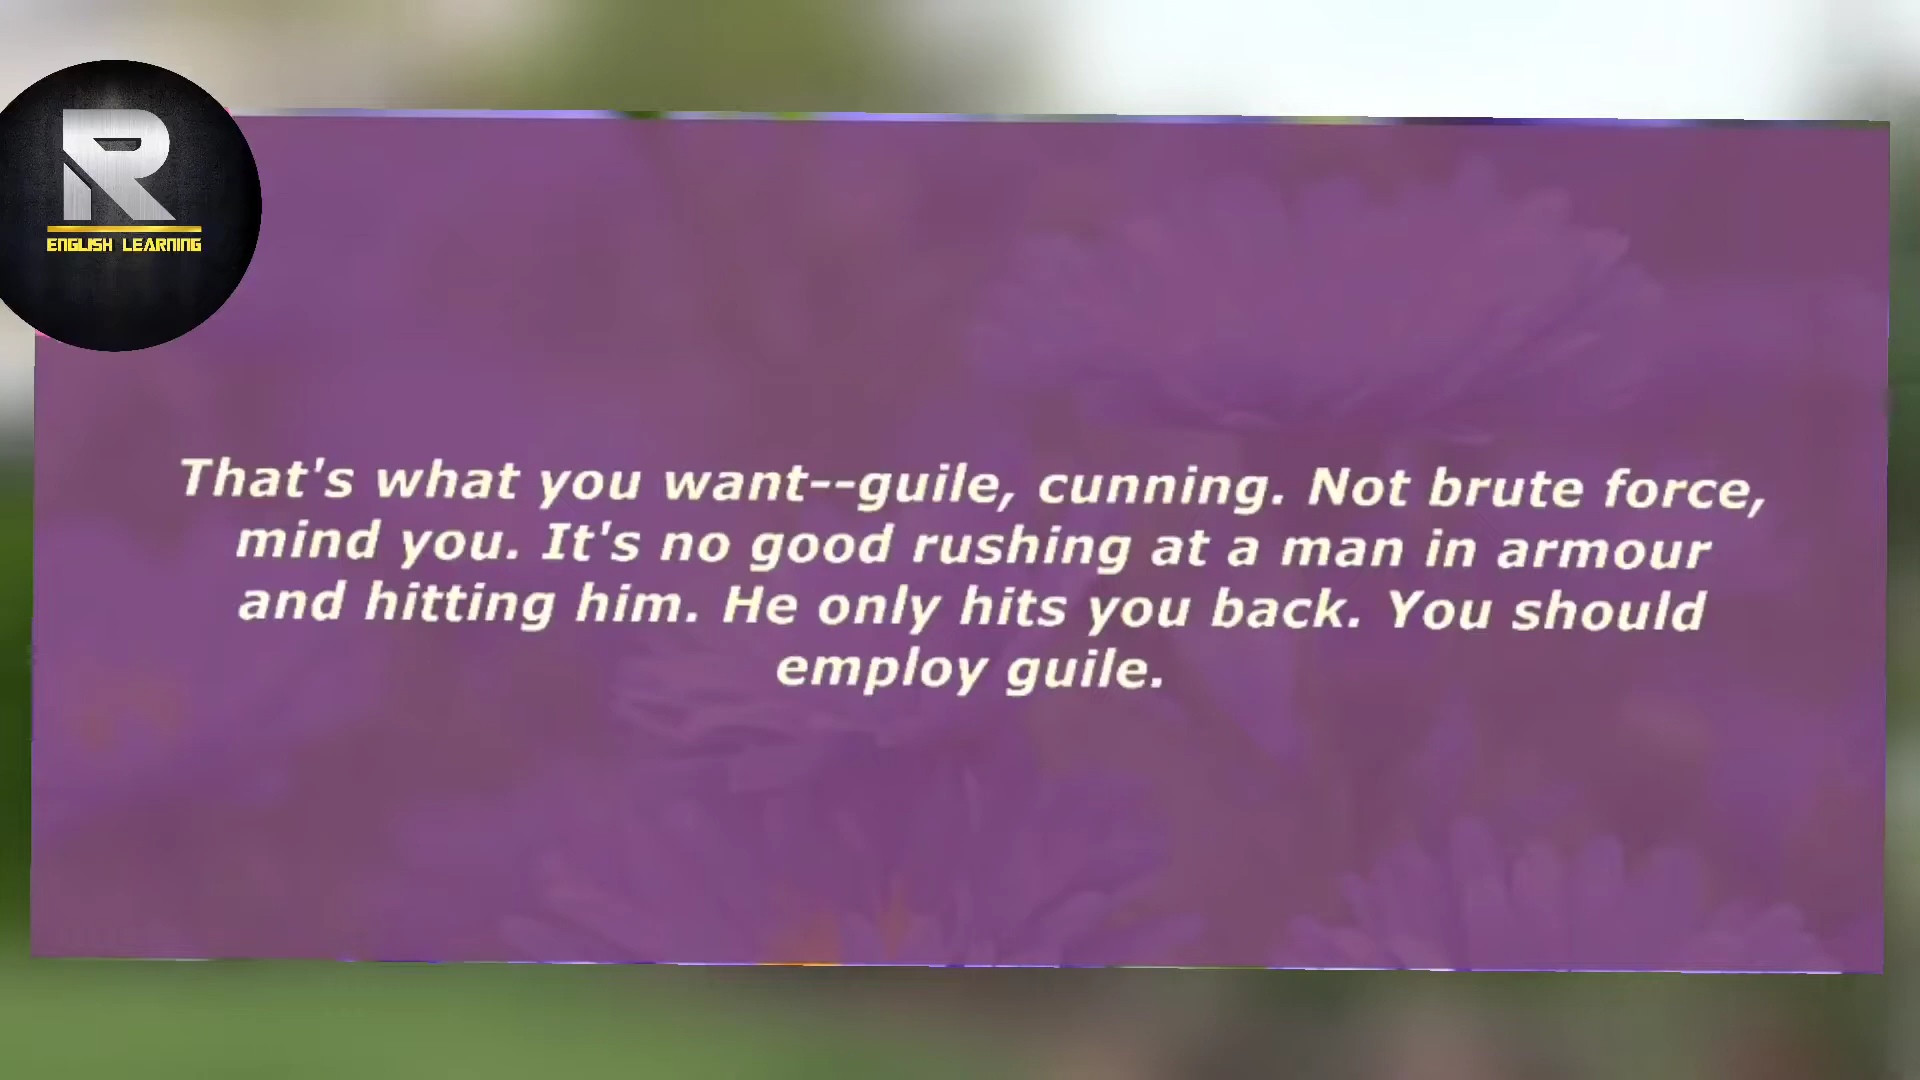 R
ENGLISH LEARNING
That's what you want--guile, cunning. Not brute force,
mind you. It's no good rushing at a man in armour
and hitting him. He only hits you back. You should
employ guile.